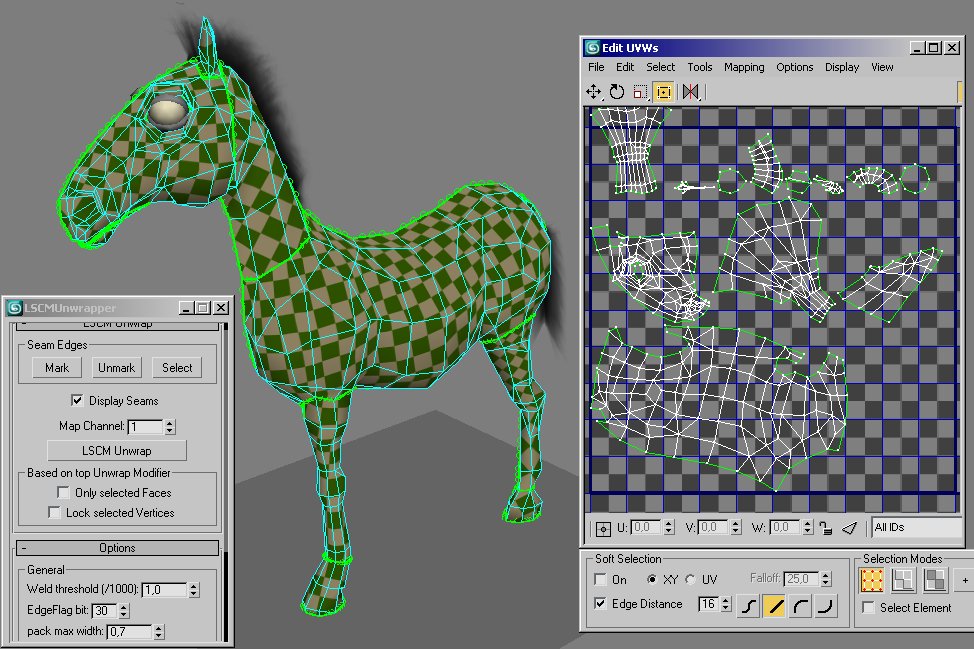 Edit UVWs
File Edit Select Tools Mapping Options Display View
LSCMUnwrapper
LSCM Unwrap
Seam Edges
Mark Unmark Select
Display Seams
Map Channel: 1
LSCM Unwrap
Based on top Unwrap Modifier
Only selected Faces
Lock selected Vertices
- Options
General
Weld threshold (/1000): 1,0
EdgeFlag bit: 30
pack max width: 0,7
U: 0,0 V: 0,0 W: 0,0 All IDs
Soft Selection
On XY UV Falloff: 25,0
Edge Distance 16
Selection Modes
+
Select Element